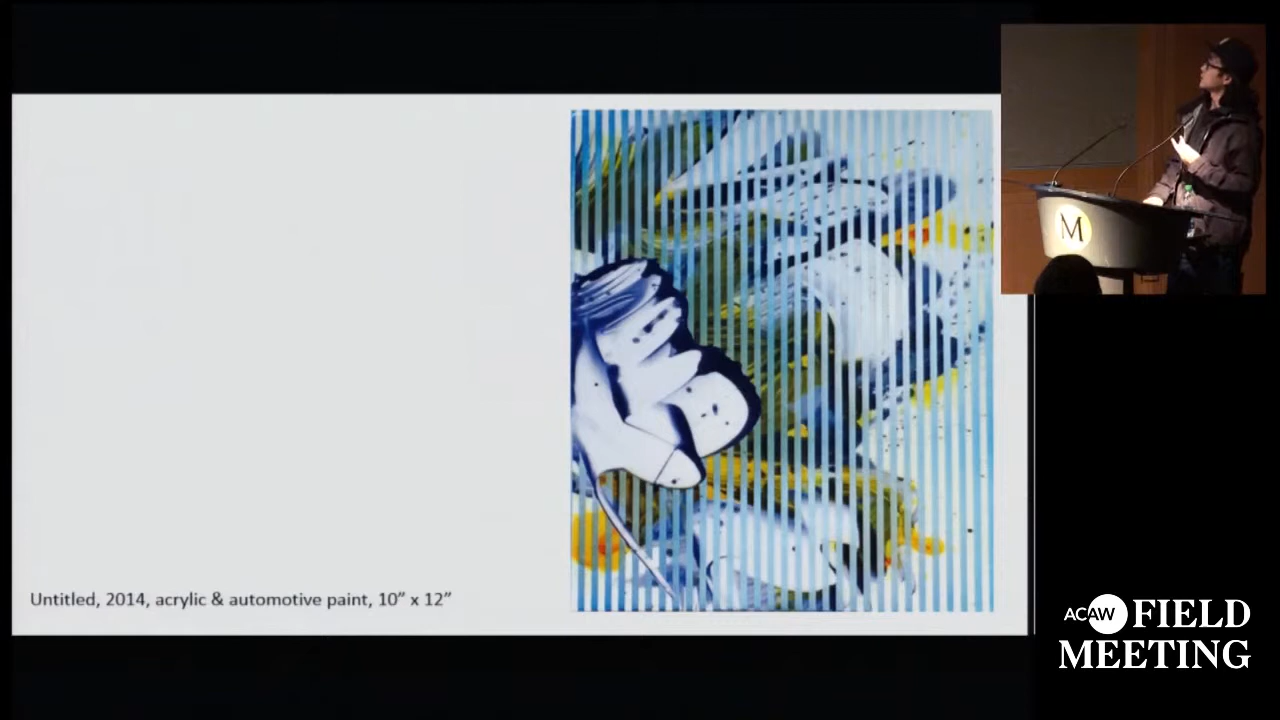 Untitled, 2014, acrylic & automotive paint, 10” x 12”
M
ACAW FIELD
MEETING